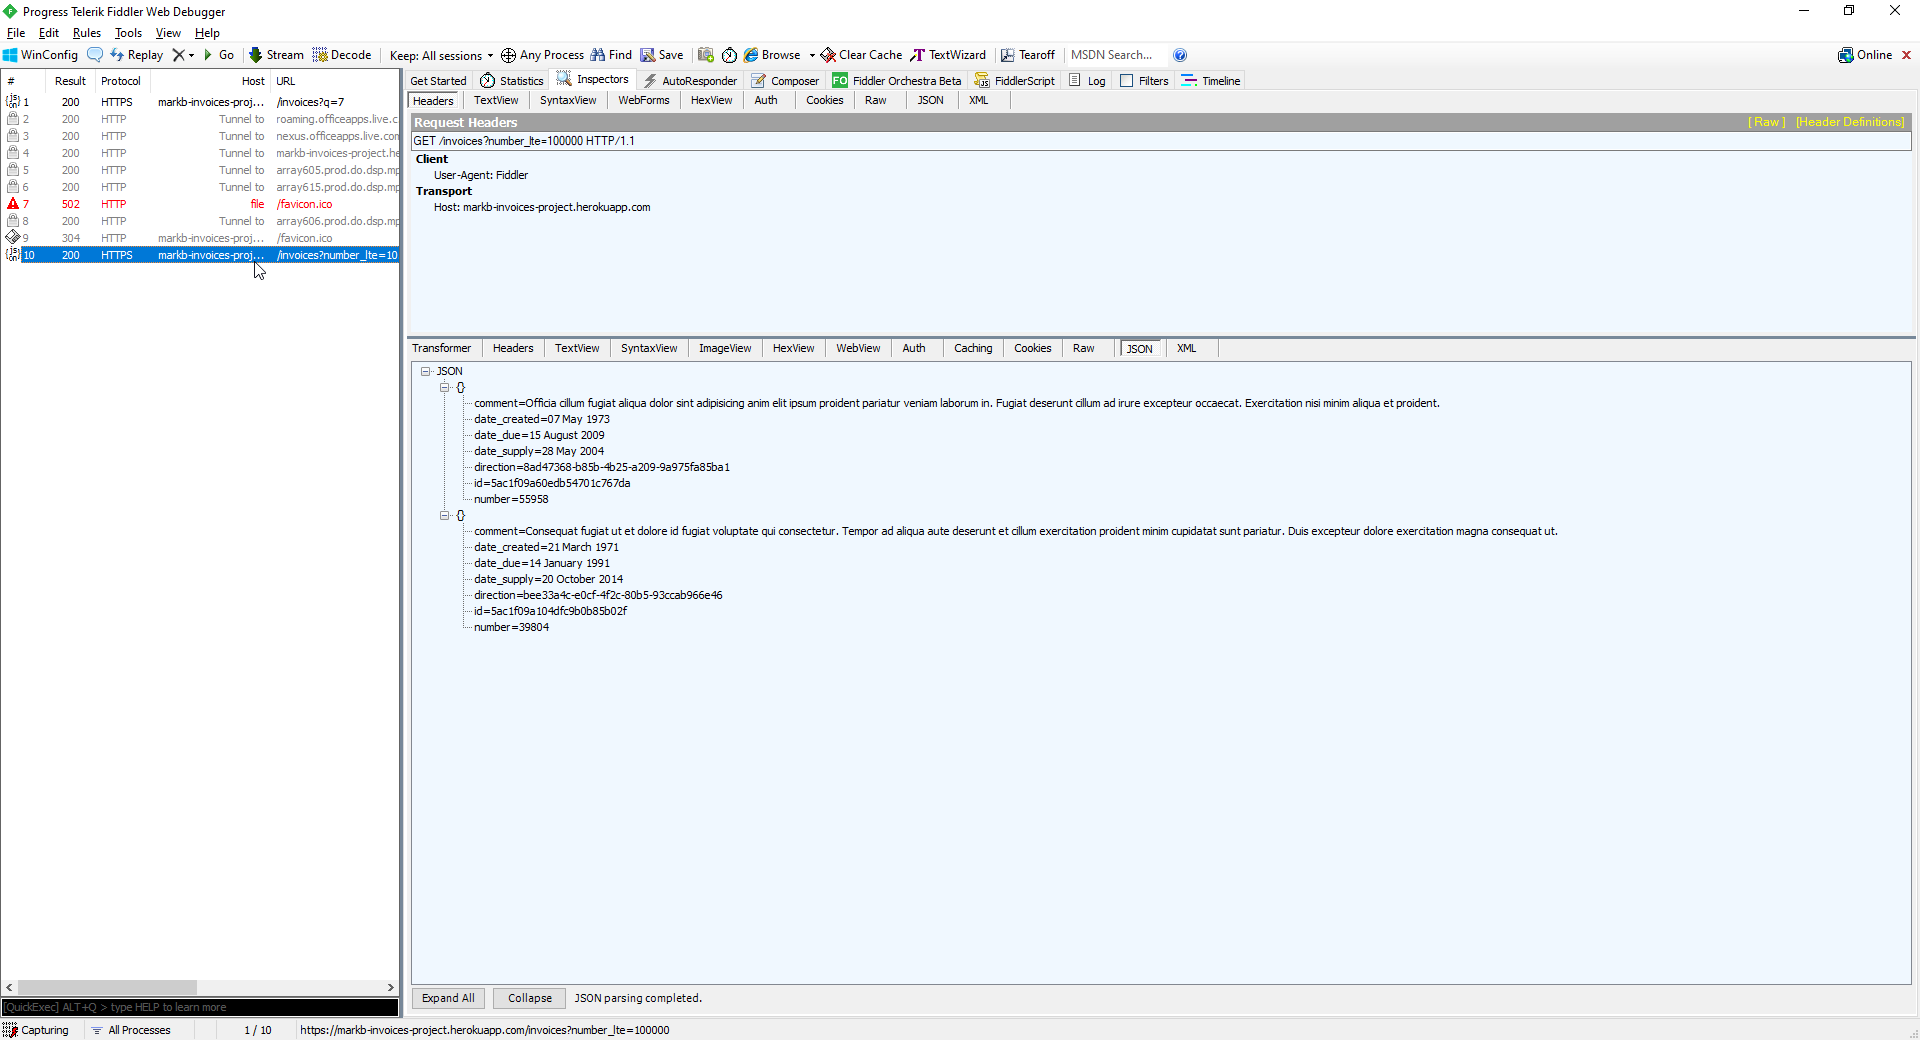 Progress Telerik Fiddler Web Debugger
File Edit Rules Tools View Help
WinConfig Replay Go Stream Decode Keep: All sessions Any Process Find Save Browse Clear Cache TextWizard Tearoff MSDN Search... Online
# Result Protocol Host URL
1 200 HTTPS markb-invoices-proj... /invoices?q=7
2 200 HTTP Tunnel to roaming.officeapps.live.c
3 200 HTTP Tunnel to nexus.officeapps.live.con
4 200 HTTP Tunnel to markb-invoices-project.he
5 200 HTTP Tunnel to array605.prod.do.dsp.mp
6 200 HTTP Tunnel to array615.prod.do.dsp.mp
7 502 HTTP file /favicon.ico
8 200 HTTP Tunnel to array606.prod.do.dsp.mp
9 304 HTTP markb-invoices-proj... /favicon.ico
10 200 HTTPS markb-invoices-proj... /invoices?number_lte=10
[QuickExec] ALT+Q > type HELP to learn more
Get Started Statistics Inspectors AutoResponder Composer FO Fiddler Orchestra Beta FiddlerScript Log Filters Timeline
Headers TextView SyntaxView WebForms HexView Auth Cookies Raw JSON XML
Request Headers [ Raw ] [Header Definitions]
GET /invoices?number_lte=100000 HTTP/1.1
Client
User-Agent: Fiddler
Transport
Host: markb-invoices-project.herokuapp.com
Transformer Headers TextView SyntaxView ImageView HexView WebView Auth Caching Cookies Raw JSON XML
JSON
{}
comment=Officia cillum fugiat aliqua dolor sint adipisicing anim elit ipsum proident pariatur veniam laborum in. Fugiat deserunt cillum ad irure excepteur occaecat. Exercitation nisi minim aliqua et proident.
date_created=07 May 1973
date_due=15 August 2009
date_supply=28 May 2004
direction=8ad47368-b85b-4b25-a209-9a975fa85ba1
id=5ac1f09a60edb54701c767da
number=55958
{}
comment=Consequat fugiat ut et dolore id fugiat voluptate qui consectetur. Tempor ad aliqua aute deserunt et cillum exercitation proident minim cupidatat sunt pariatur. Duis excepteur dolore exercitation magna consequat ut.
date_created=21 March 1971
date_due=14 January 1991
date_supply=20 October 2014
direction=bee33a4c-e0cf-4f2c-80b5-93ccab966e46
id=5ac1f09a104dfc9b0b85b02f
number=39804
Expand All Collapse JSON parsing completed.
Capturing All Processes 1 / 10 https://markb-invoices-project.herokuapp.com/invoices?number_lte=100000